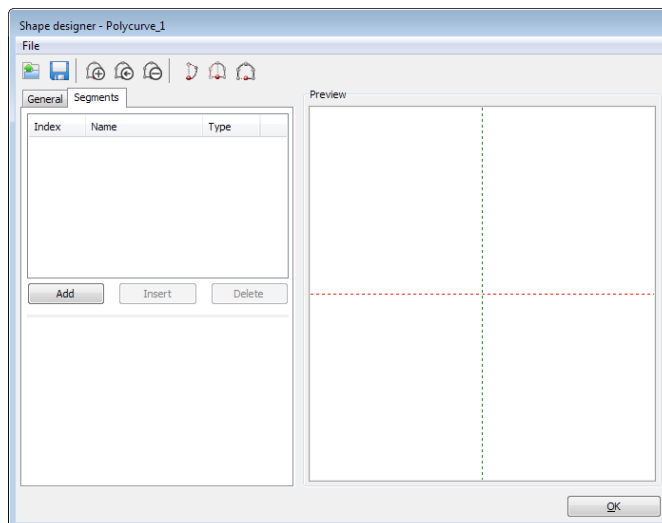 Shape designer - Polycurve_1
File
General Segments
Preview
Index Name Type
Add Insert Delete
OK